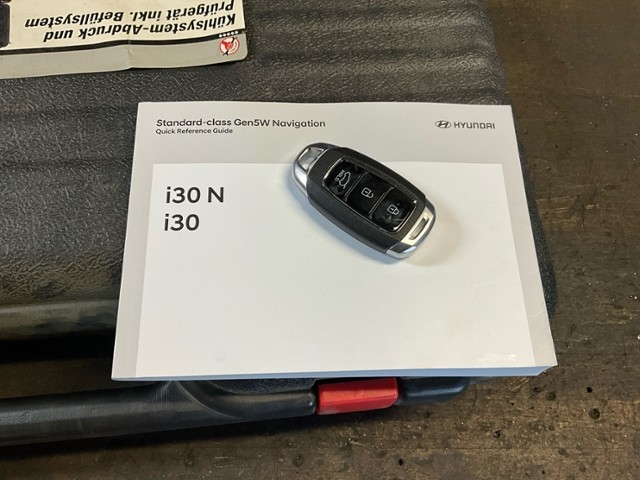 Kühlsystem-Abdruck und
Prüfgerät inkl. Befüllsystem
Standard-class Gen5W Navigation
Quick Reference Guide
HYUNDAI
i30 N
i30